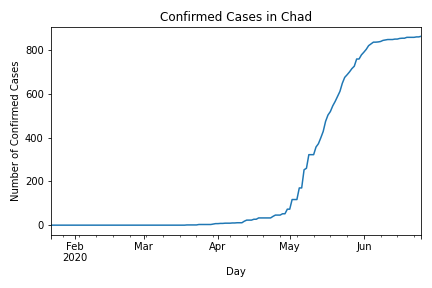 Confirmed Cases in Chad
Number of Confirmed Cases
800
600
400
200
0
Feb Mar Apr May Jun
2020
Day